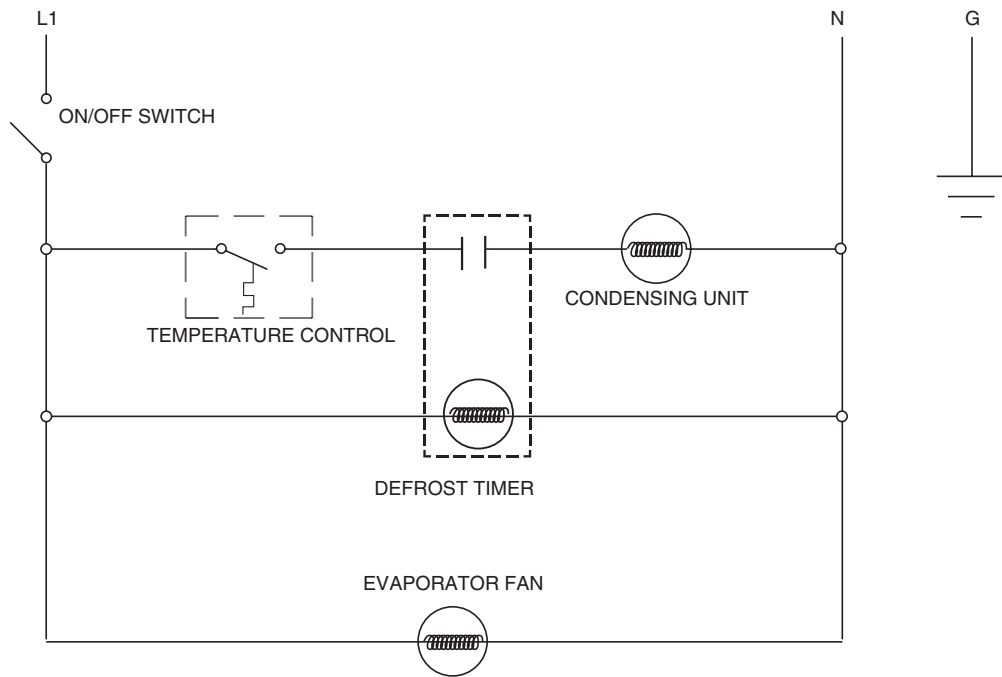 L1
N
G
ON/OFF SWITCH
CONDENSING UNIT
TEMPERATURE CONTROL
DEFROST TIMER
EVAPORATOR FAN